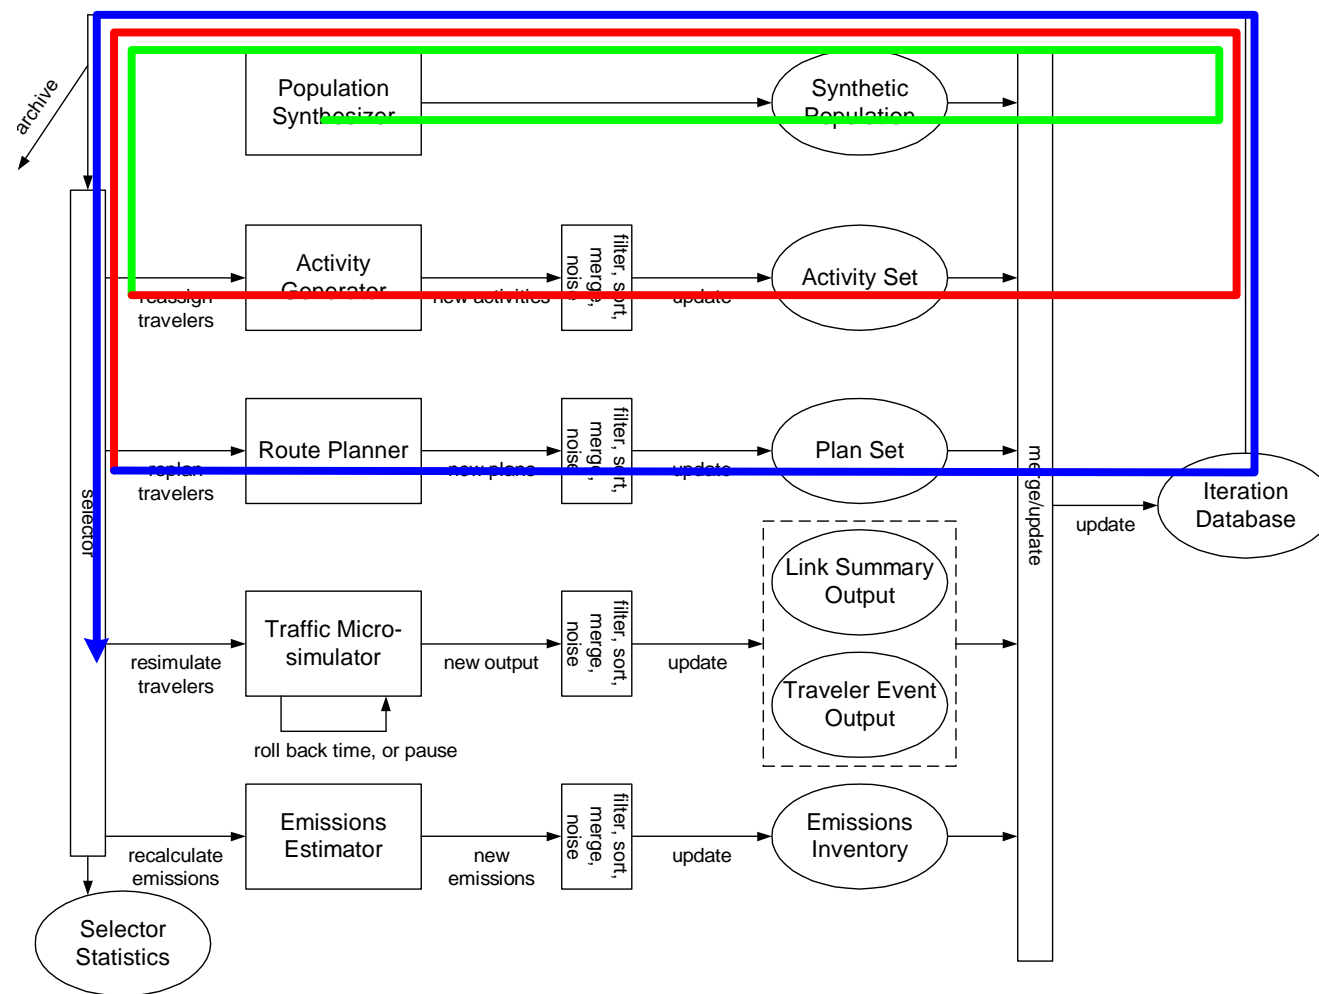 archive
Population
Synthesizer
Synthetic
Population
Activity
Generator
reassign
travelers
new activities
filter, sort,
merge,
noise
update
Activity Set
Route Planner
replan
travelers
new plans
filter, sort,
merge,
noise
update
Plan Set
selector
merge/update
update
Iteration
Database
Link Summary
Output
Traffic Micro-
simulator
resimulate
travelers
new output
filter, sort,
merge,
noise
update
Traveler Event
Output
roll back time, or pause
Emissions
Estimator
recalculate
emissions
new
emissions
filter, sort,
merge,
noise
update
Emissions
Inventory
Selector
Statistics